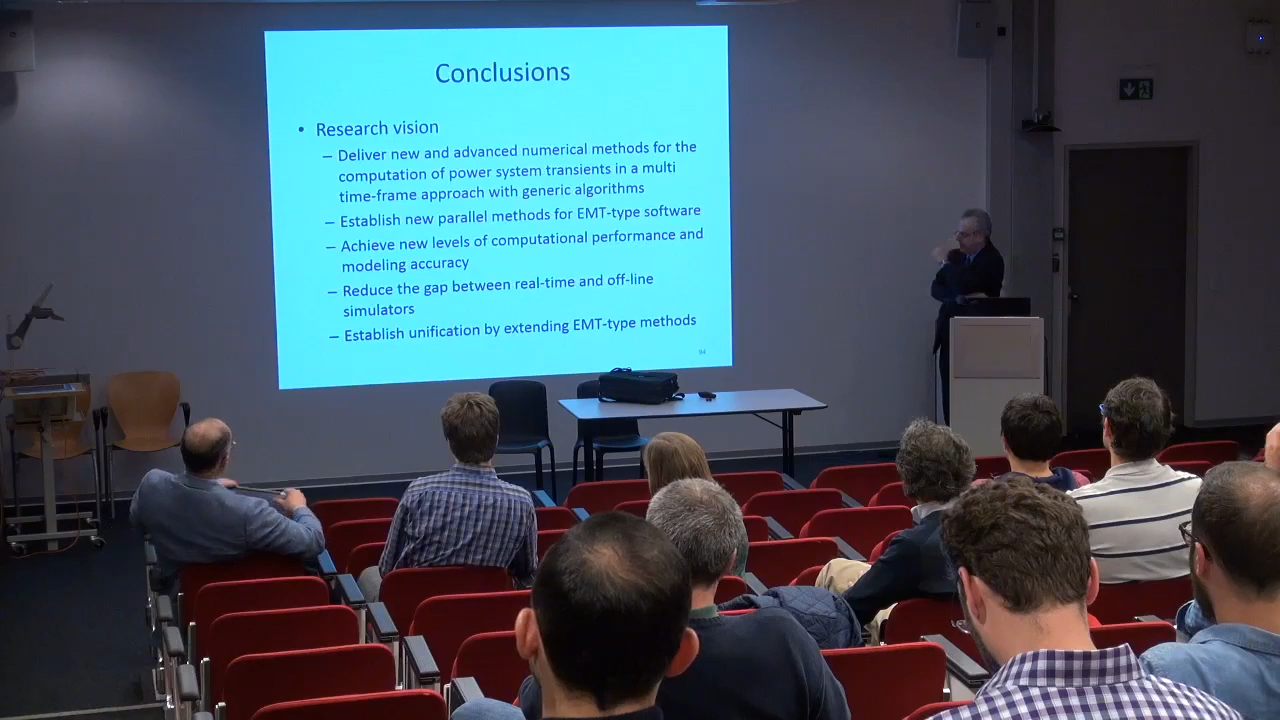 Conclusions
• Research vision
– Deliver new and advanced numerical methods for the
computation of power system transients in a multi
time-frame approach with generic algorithms
– Establish new parallel methods for EMT-type software
– Achieve new levels of computational performance and
modeling accuracy
– Reduce the gap between real-time and off-line
simulators
– Establish unification by extending EMT-type methods
94